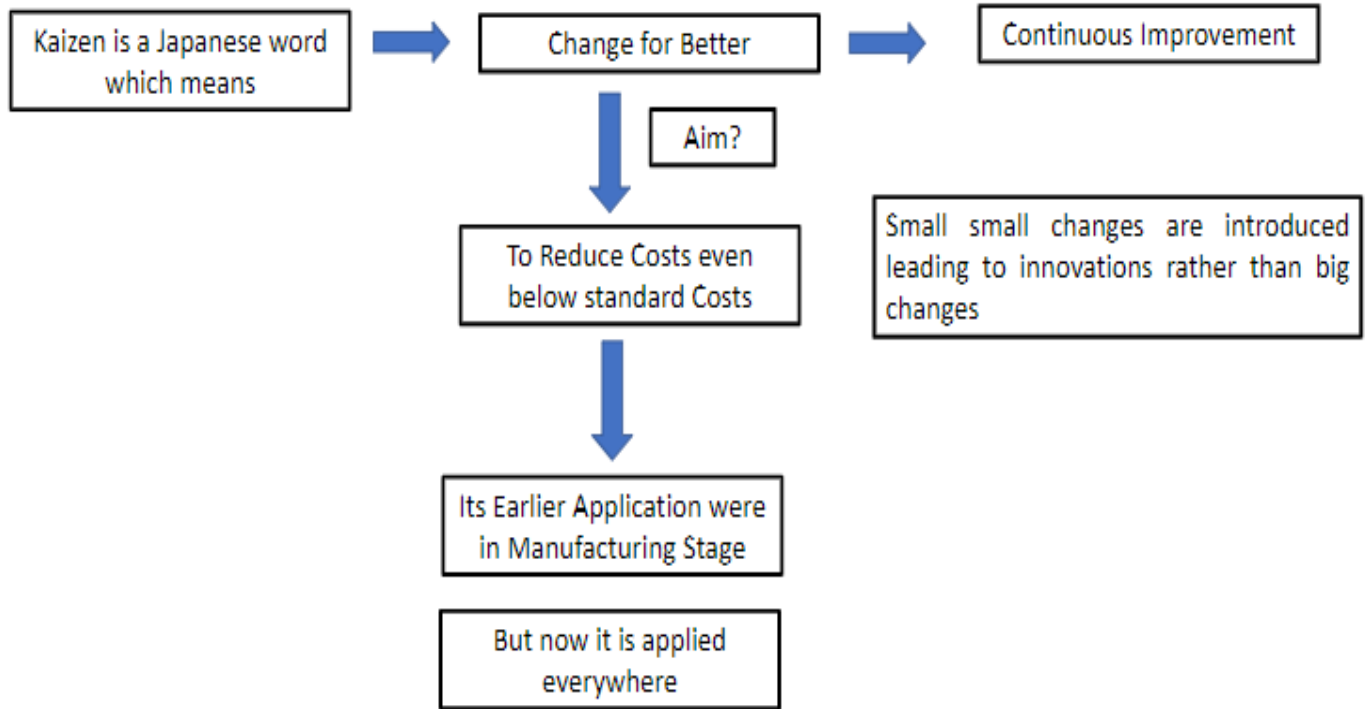 Kaizen is a Japanese word
which means
Change for Better
Continuous Improvement
Aim?
To Reduce Costs even
below standard Costs
Small small changes are introduced
leading to innovations rather than big
changes
Its Earlier Application were
in Manufacturing Stage
But now it is applied
everywhere